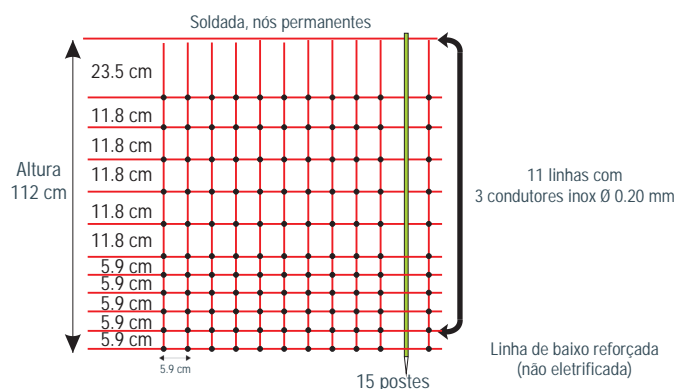 Soldada, nós permanentes
23.5 cm
11.8 cm
11.8 cm
11.8 cm
11.8 cm
11.8 cm
5.9 cm
5.9 cm
5.9 cm
5.9 cm
5.9 cm
Altura
112 cm
11 linhas com
3 condutores inox Ø 0.20 mm
Linha de baixo reforçada
(não eletrificada)
5.9 cm
15 postes